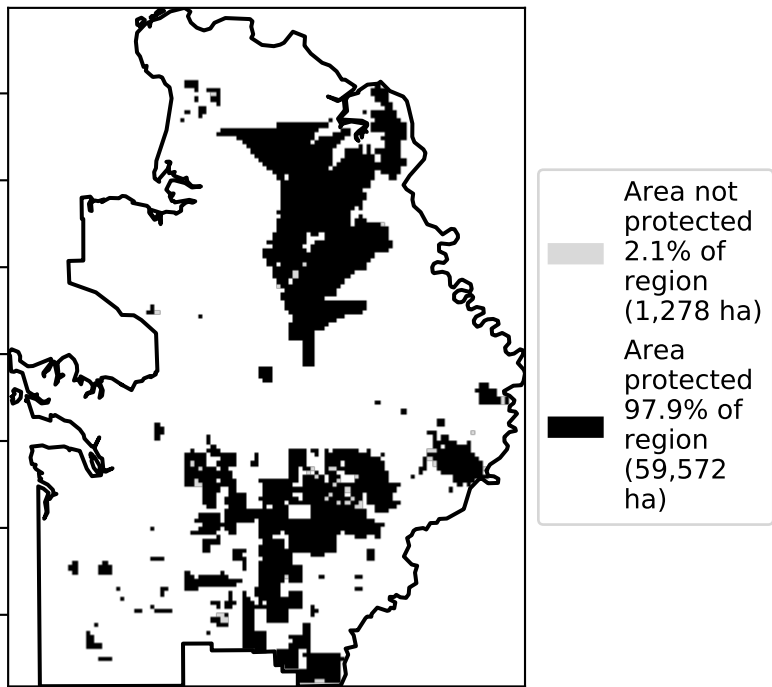 Area not
protected
2.1% of
region
(1,278 ha)
Area
protected
97.9% of
region
(59,572
ha)